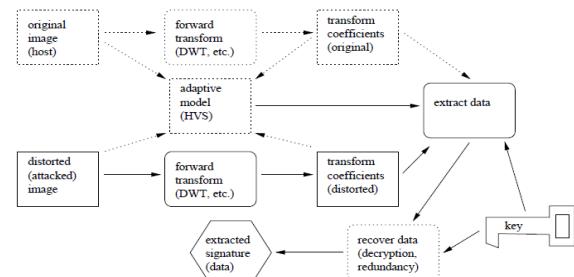 original
image
(host)
forward
transform
(DWT, etc.)
transform
coefficients
(original)
adaptive
model
(HVS)
extract data
distorted
(attacked)
image
forward
transform
(DWT, etc.)
transform
coefficients
(distorted)
extracted
signature
(data)
recover data
(decryption,
redundancy)
key